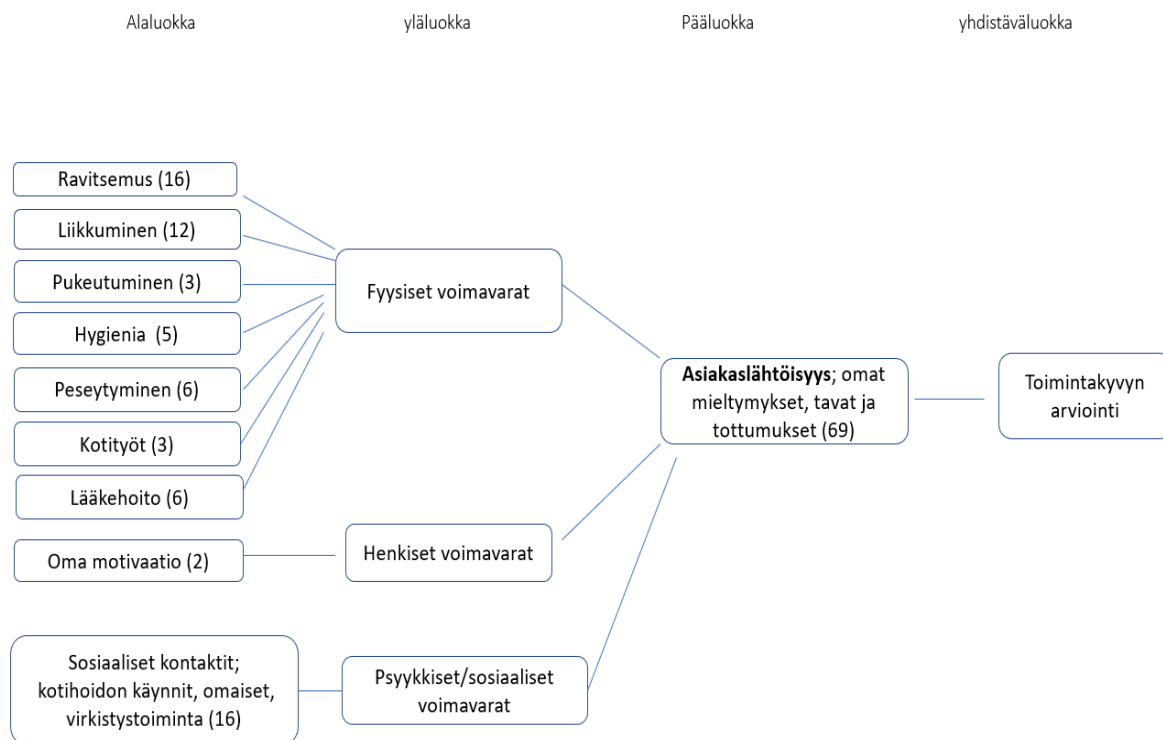 Alaluokka yläluokka Pääluokka yhdistäväluokka
Ravitsemus (16)
Liikkuminen (12)
Pukeutuminen (3)
Hygienia (5)
Peseytyminen (6)
Kotityöt (3)
Lääkehoito (6)
Oma motivaatio (2)
Sosiaaliset kontaktit;
kotihoidon käynnit, omaiset,
virkistystoiminta (16)
Fyysiset voimavarat
Henkiset voimavarat
Psyykkiset/sosiaaliset
voimavarat
Asiakaslähtöisyys; omat
mieltymykset, tavat ja
tottumukset (69)
Toimintakyvyn
arviointi